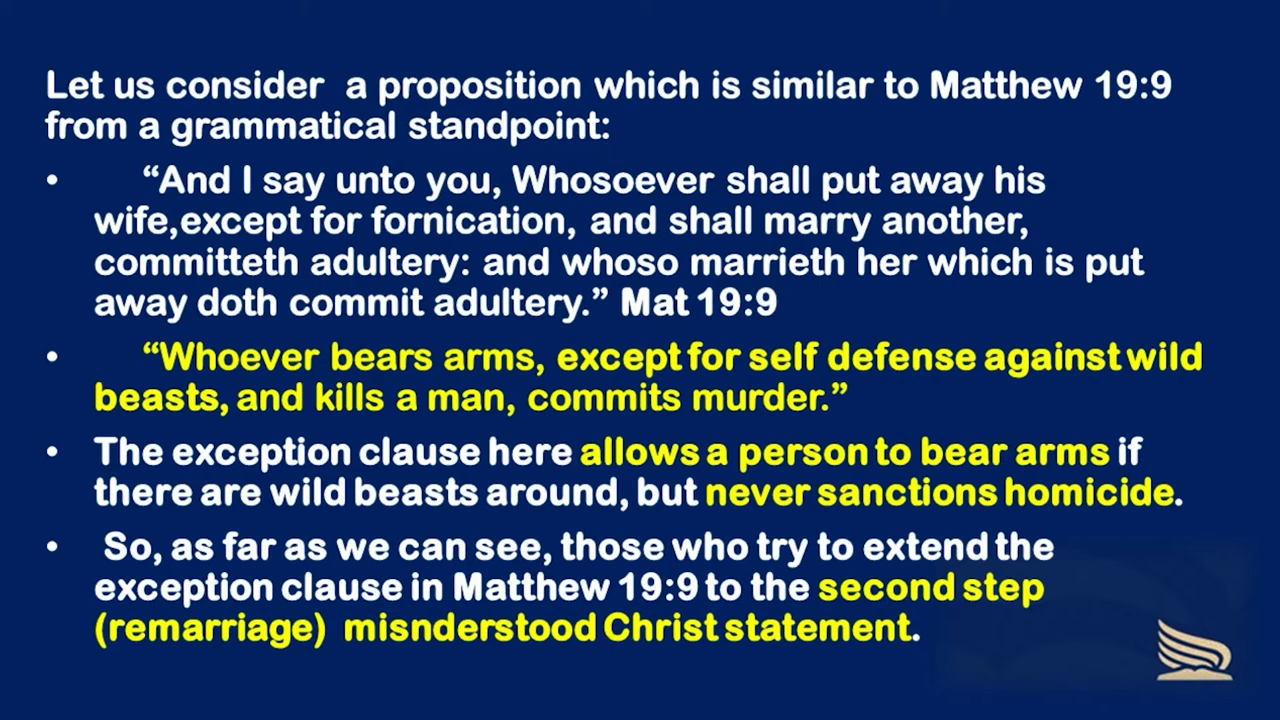 Let us consider a proposition which is similar to Matthew 19:9
from a grammatical standpoint:
• “And I say unto you, Whosoever shall put away his
wife,except for fornication, and shall marry another,
committeth adultery: and whoso marrieth her which is put
away doth commit adultery.” Mat 19:9
• “Whoever bears arms, except for self defense against wild
beasts, and kills a man, commits murder.”
• The exception clause here allows a person to bear arms if
there are wild beasts around, but never sanctions homicide.
• So, as far as we can see, those who try to extend the
exception clause in Matthew 19:9 to the second step
(remarriage) misnderstood Christ statement.